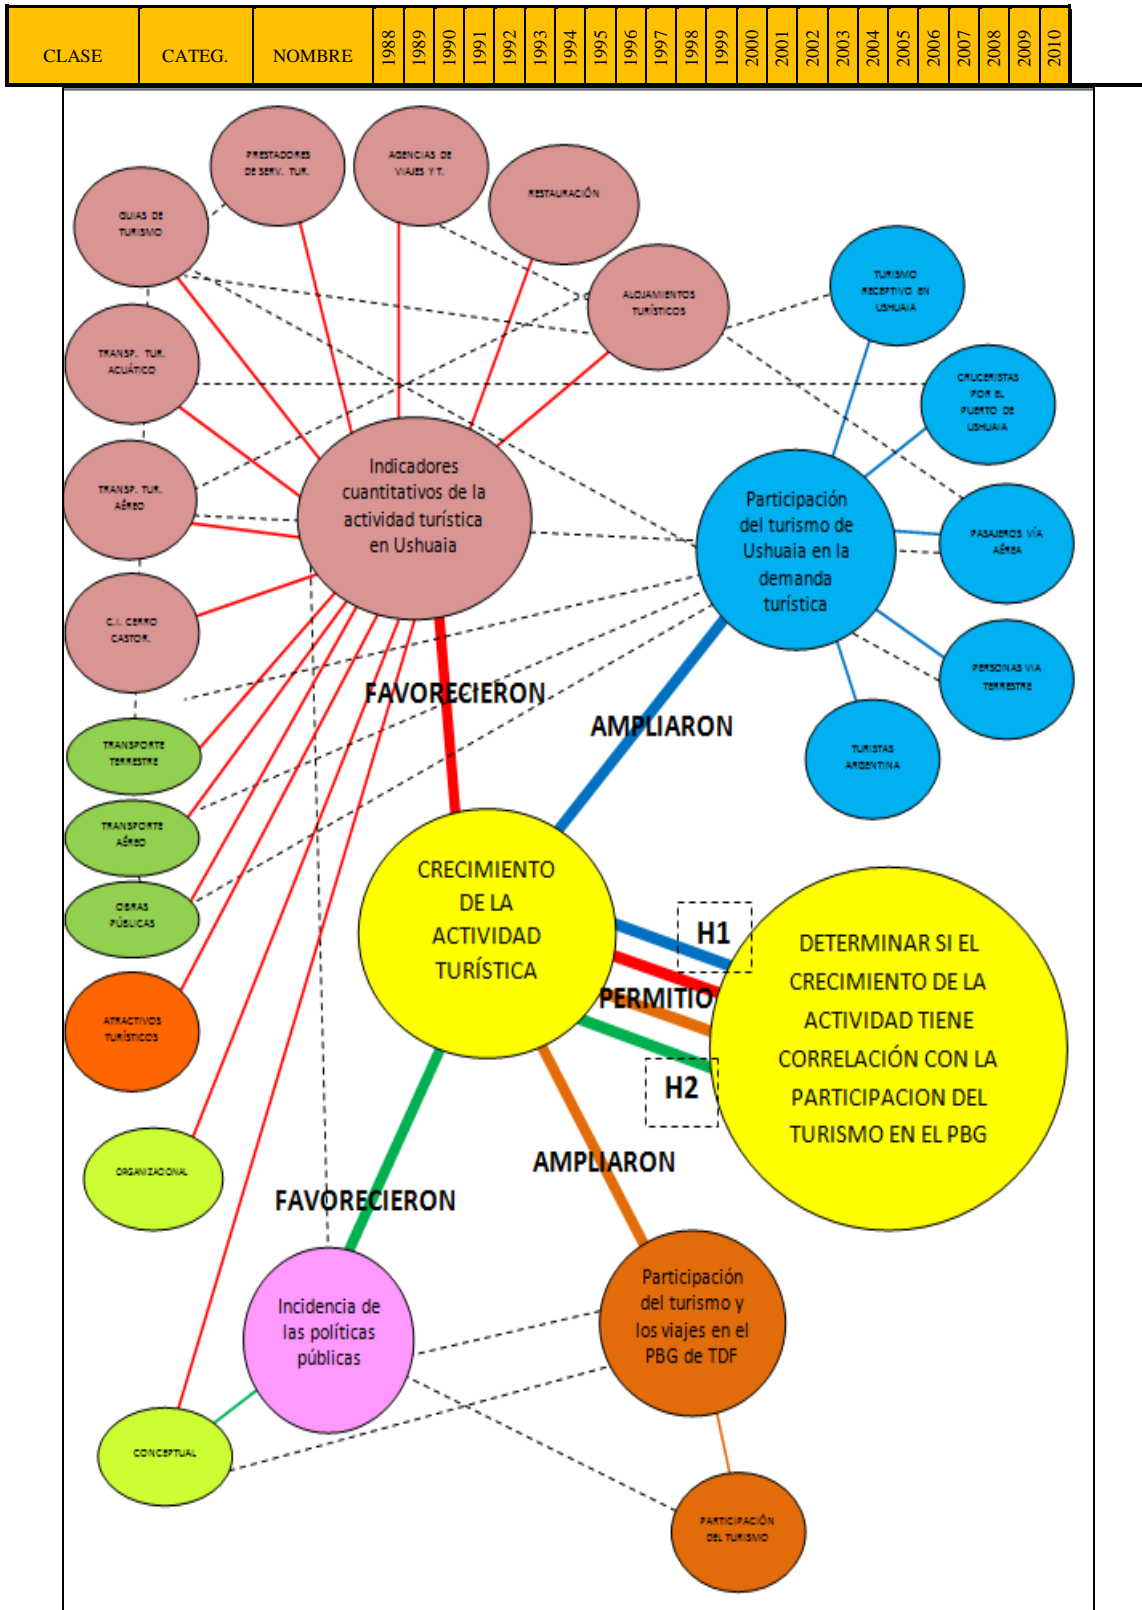 CLASE
CATEG.
NOMBRE
1988
1989
1990
1991
1992
1993
1994
1995
1996
1997
1998
1999
2000
2001
2002
2003
2004
2005
2006
2007
2008
2009
2010
PRESTADORES
DE SERV. TUR.
AGENCIAS DE
VIAJES Y T.
RESTAURACIÓN
GUIAS DE
TURISMO
ALOJAMIENTOS
TURÍSTICOS
TURISMO
RECEPTIVO EN
USHUAIA
TRANSP. TUR.
ACUÁTICO
CRUCERISTAS
POR EL
PUERTO DE
USHUAIA
Indicadores
cuantitativos de la
actividad turística
en Ushuaia
TRANSP. TUR.
AÉREO
Participación
del turismo de
Ushuaia en la
demanda
turística
PASAJEROS VÍA
AÉREA
C.I. CERRO
CASTOR.
PERSONAS VIA
TERRESTRE
FAVORECIERON
AMPLIARON
TRANSPORTE
TERRESTRE
TURISTAS
ARGENTINA
TRANSPORTE
AÉREO
OBRAS
PÚBLICAS
CRECIMIENTO
DE LA
ACTIVIDAD
TURÍSTICA
H1
PERMITIO
H2
DETERMINAR SI EL
CRECIMIENTO DE LA
ACTIVIDAD TIENE
CORRELACIÓN CON LA
PARTICIPACION DEL
TURISMO EN EL PBG
ATRACTIVOS
TURÍSTICOS
ORGANIZACIONAL
AMPLIARON
FAVORECIERON
Incidencia de
las políticas
públicas
Participación
del turismo y
los viajes en el
PBG de TDF
CONCEPTUAL
PARTICIPACIÓN
DEL TURISMO